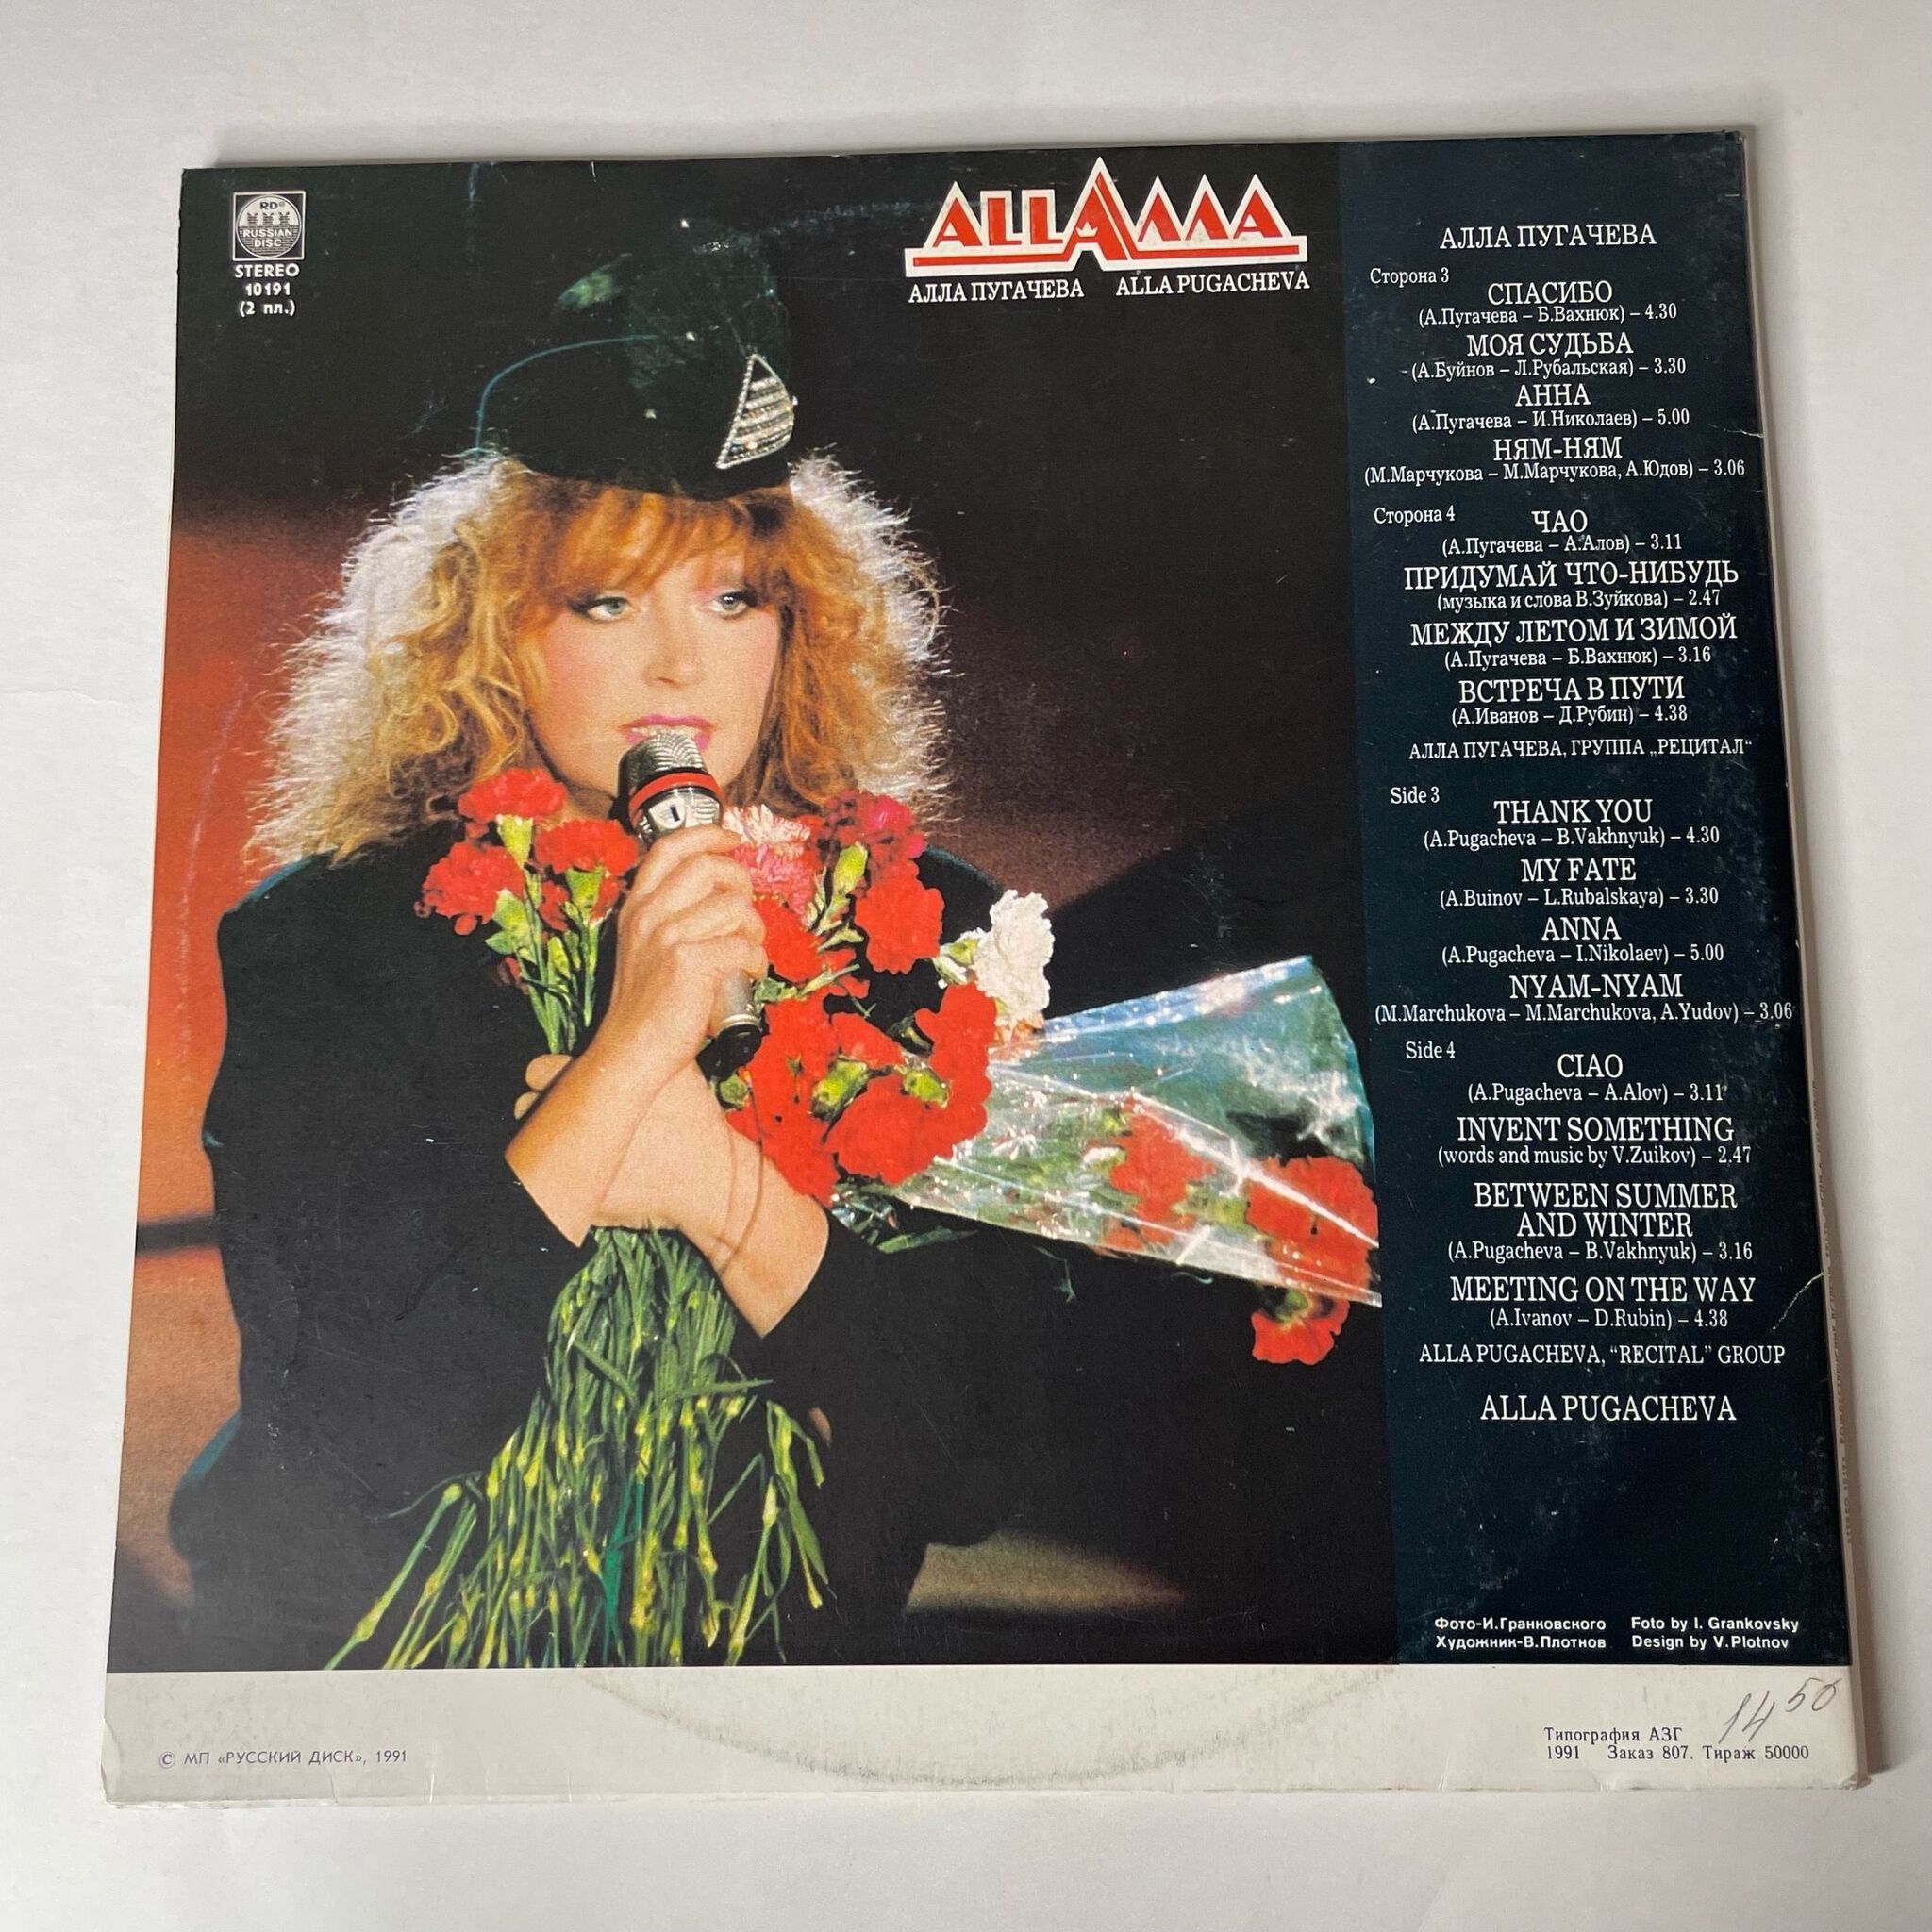 RD®
RUSSIAN
DISC
STEREO
10191
(2 пл.)
ALLAЛЛА
АЛЛА ПУГАЧЕВА ALLA PUGACHEVA
АЛЛА ПУГАЧЕВА
Сторона 3
СПАСИБО
(А.Пугачева – Б.Вахнюк) – 4.30
МОЯ СУДЬБА
(А.Буйнов – Л.Рубальская) – 3.30
АННА
(А.Пугачева – И.Николаев) – 5.00
НЯМ-НЯМ
(М.Марчукова – М.Марчукова, А.Юдов) – 3.06
Сторона 4
ЧАО
(А.Пугачева – А.Алов) – 3.11
ПРИДУМАЙ ЧТО-НИБУДЬ
(музыка и слова В.Зуйкова) – 2.47
МЕЖДУ ЛЕТОМ И ЗИМОЙ
(А.Пугачева – Б.Вахнюк) – 3.16
ВСТРЕЧА В ПУТИ
(А.Иванов – Д.Рубин) – 4.38
АЛЛА ПУГАЧЕВА, ГРУППА „РЕЦИТАЛ“
Side 3
THANK YOU
(A.Pugacheva – B.Vakhnyuk) – 4.30
MY FATE
(A.Buinov – L.Rubalskaya) – 3.30
ANNA
(A.Pugacheva – I.Nikolaev) – 5.00
NYAM-NYAM
(M.Marchukova – M.Marchukova, A.Yudov) – 3.06
Side 4
CIAO
(A.Pugacheva – A.Alov) – 3.11
INVENT SOMETHING
(words and music by V.Zuikov) – 2.47
BETWEEN SUMMER
AND WINTER
(A.Pugacheva – B.Vakhnyuk) – 3.16
MEETING ON THE WAY
(A.Ivanov – D.Rubin) – 4.38
ALLA PUGACHEVA, “RECITAL” GROUP
ALLA PUGACHEVA
Фото-И.Гранковского Foto by I. Grankovsky
Художник-В.Плотнов Design by V.Plotnov
14 50
Типография АЗГ
1991 Заказ 807. Тираж 50000
© МП «РУССКИЙ ДИСК», 1991